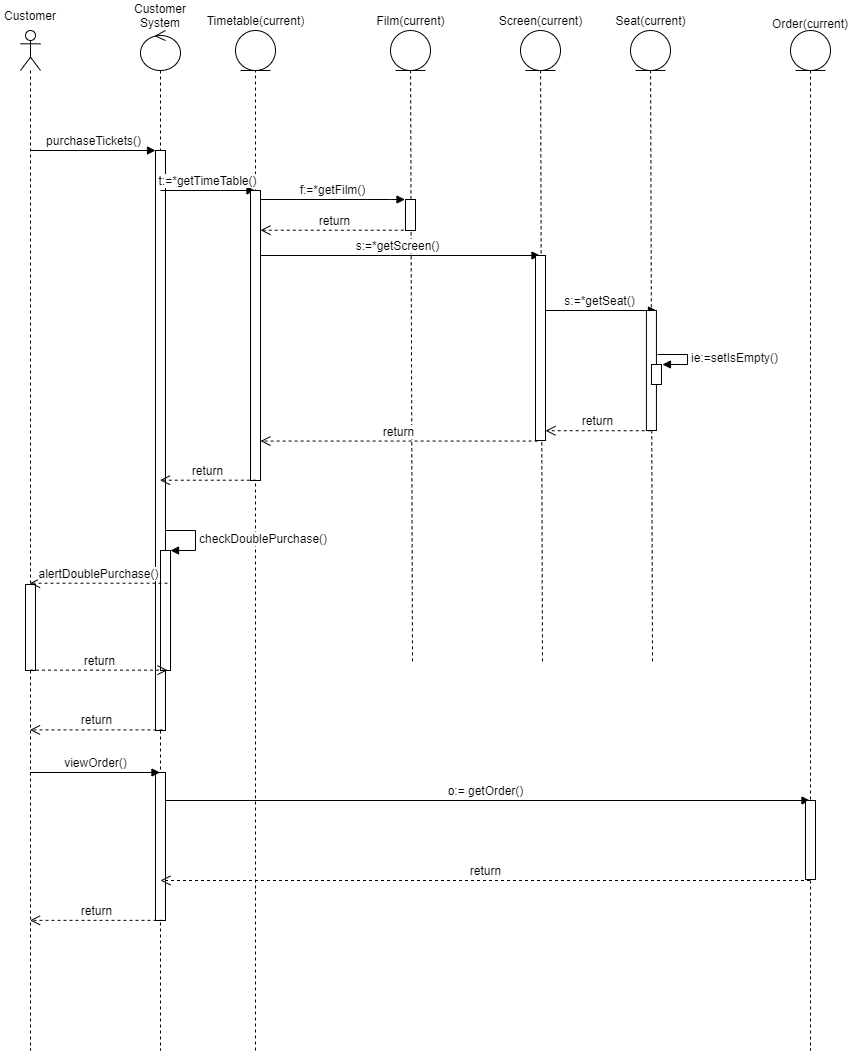 Customer
Customer
System
Timetable(current)
Film(current)
Screen(current)
Seat(current)
Order(current)
purchaseTickets()
t:=*getTimeTable()
f:=*getFilm()
return
s:=*getScreen()
s:=*getSeat()
ie:=setIsEmpty()
return
return
return
checkDoublePurchase()
alertDoublePurchase()
return
return
viewOrder()
o:= getOrder()
return
return